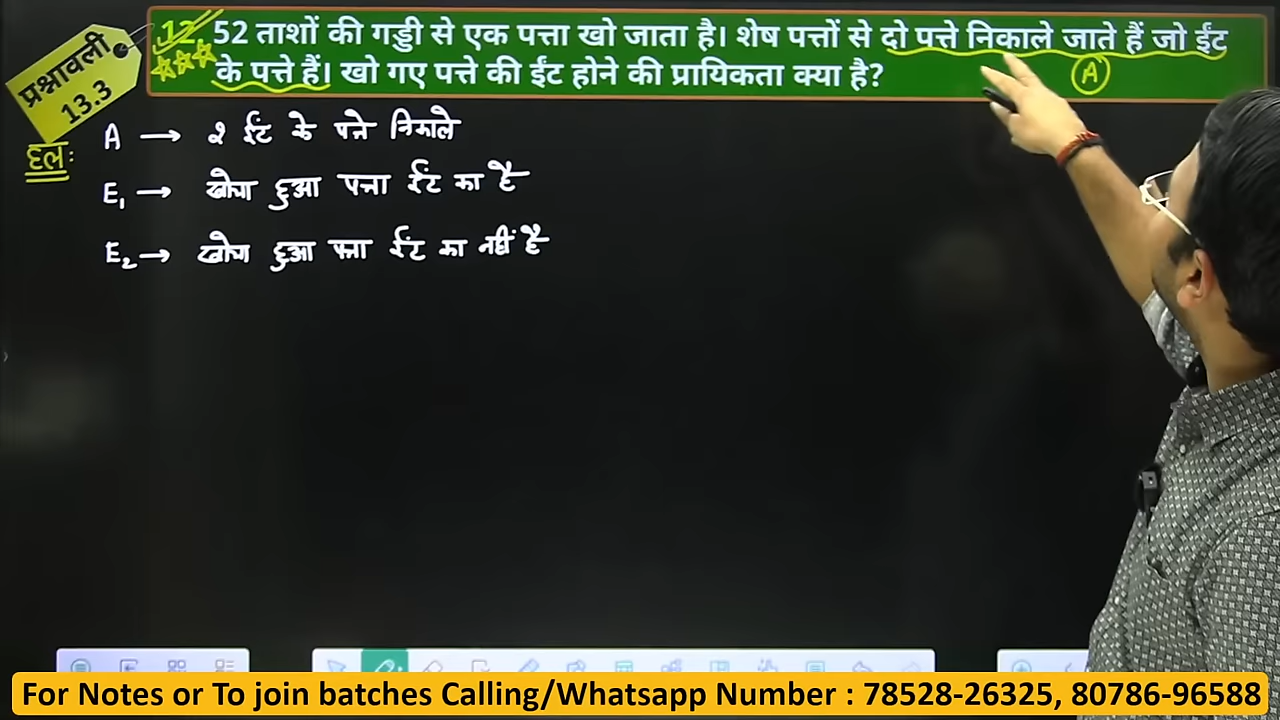 प्रश्नावली
13.3
12. 52 ताशों की गड्डी से एक पत्ता खो जाता है। शेष पत्तों से दो पत्ते निकाले जाते हैं जो ईंट
के पत्ते हैं। खो गए पत्ते की ईंट होने की प्रायिकता क्या है?
A
हलः
A → 2 ईंट के पत्ते निकाले
E₁ → खोया हुआ पत्ता ईंट का है
E₂ → खोया हुआ पत्ता ईंट का नहीं है
For Notes or To join batches Calling/Whatsapp Number : 78528-26325, 80786-96588